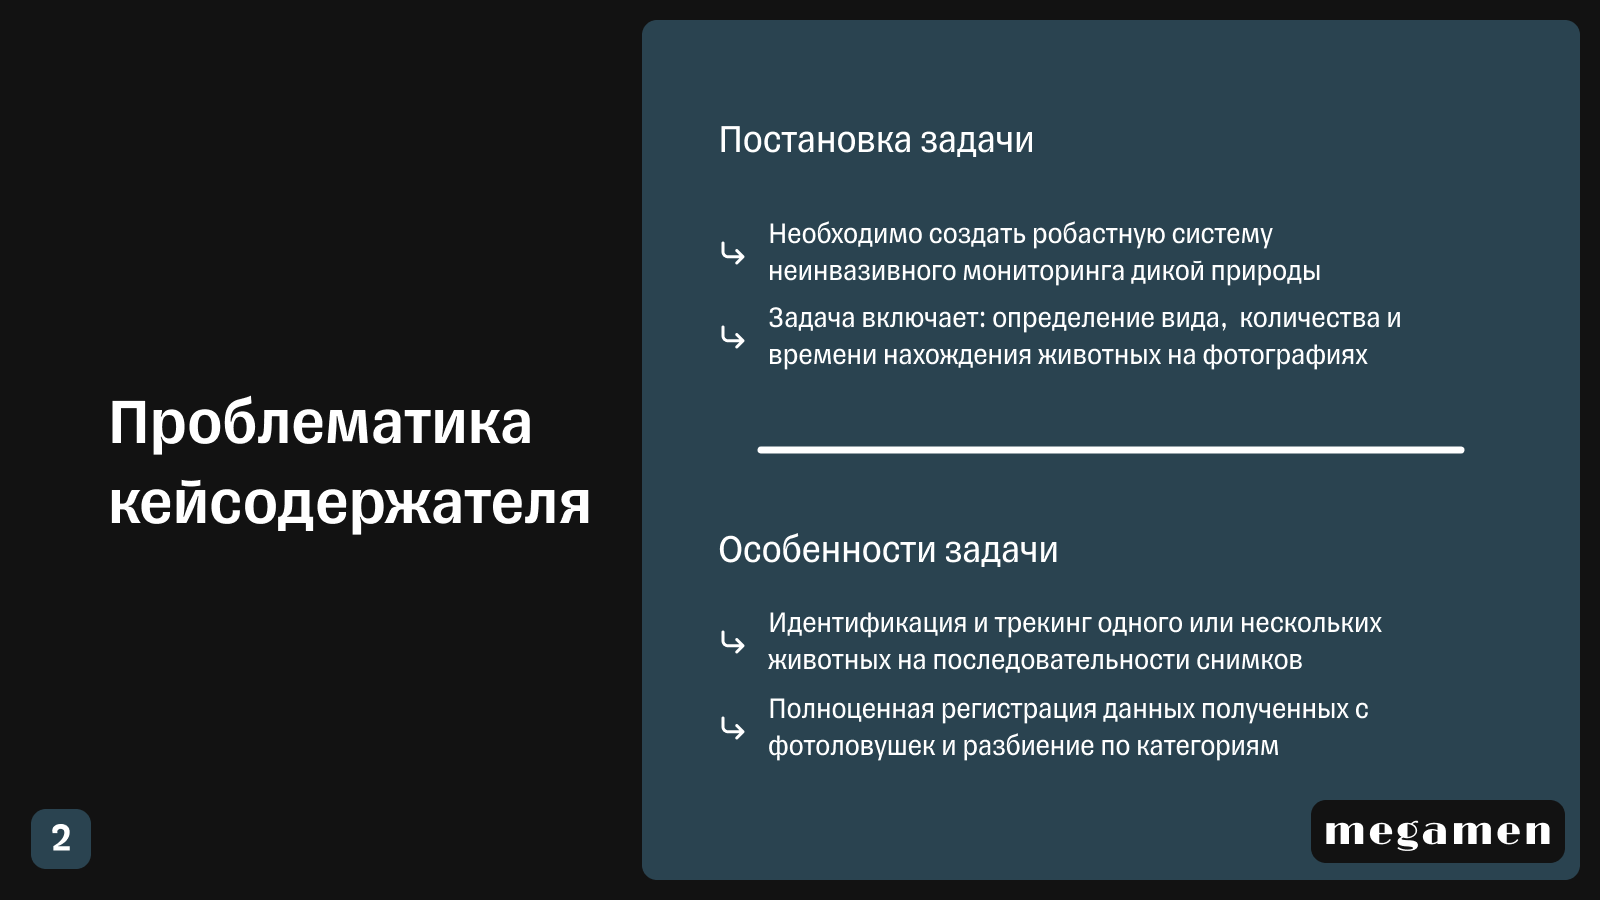 Проблематика
кейсодержателя
Постановка задачи
Необходимо создать робастную систему
неинвазивного мониторинга дикой природы
Задача включает: определение вида,  количества и
времени нахождения животных на фотографиях
Особенности задачи
Идентификация и трекинг одного или нескольких
животных на последовательности снимков
Полноценная регистрация данных полученных с
фотоловушек и разбиение по категориям
2
megamen